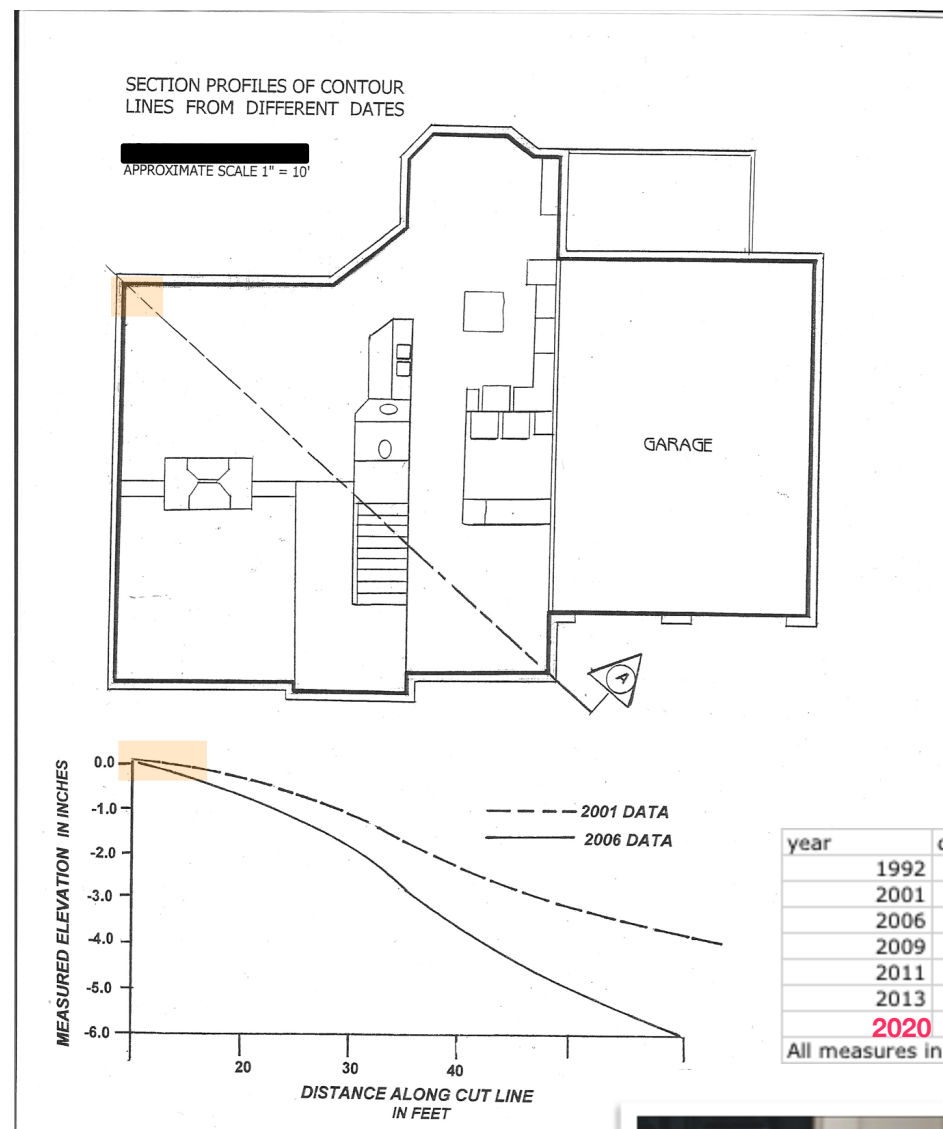 SECTION PROFILES OF CONTOUR
LINES FROM DIFFERENT DATES
APPROXIMATE SCALE 1" = 10'
GARAGE
A
MEASURED ELEVATION IN INCHES
0.0
-1.0
-2.0
-3.0
-4.0
-5.0
-6.0
2001 DATA
2006 DATA
20
30
40
DISTANCE ALONG CUT LINE
IN FEET
year
1992
2001
2006
2009
2011
2013
2020
All measures in